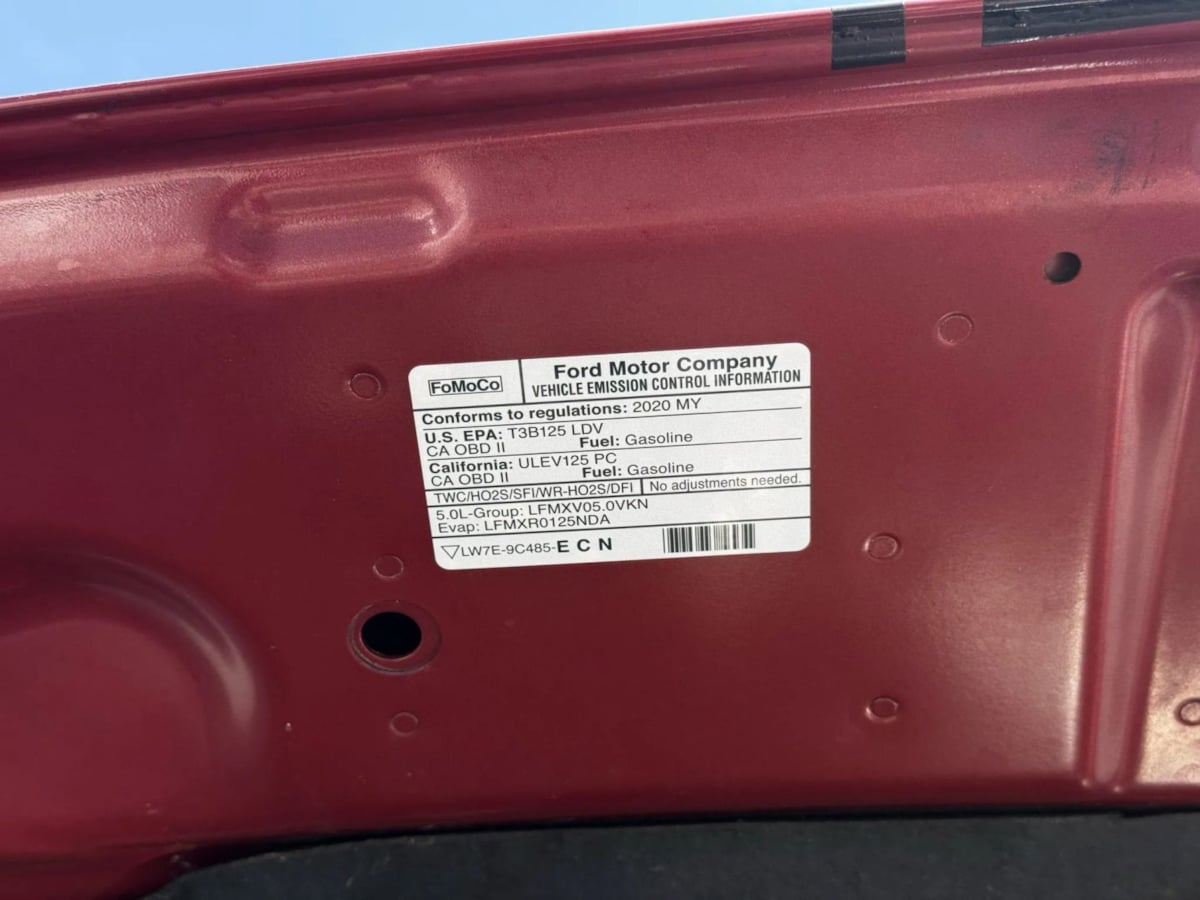 FoMoCo
Ford Motor Company
VEHICLE EMISSION CONTROL INFORMATION
Conforms to regulations: 2020 MY
U.S. EPA: T3B125 LDV
CA OBD II Fuel: Gasoline
California: ULEV125 PC
CA OBD II Fuel: Gasoline
TWC/HO2S/SFI/WR-HO2S/DFI No adjustments needed.
5.0L-Group: LFMXV05.0VKN
Evap: LFMXR0125NDA
LW7E-9C485-E C N